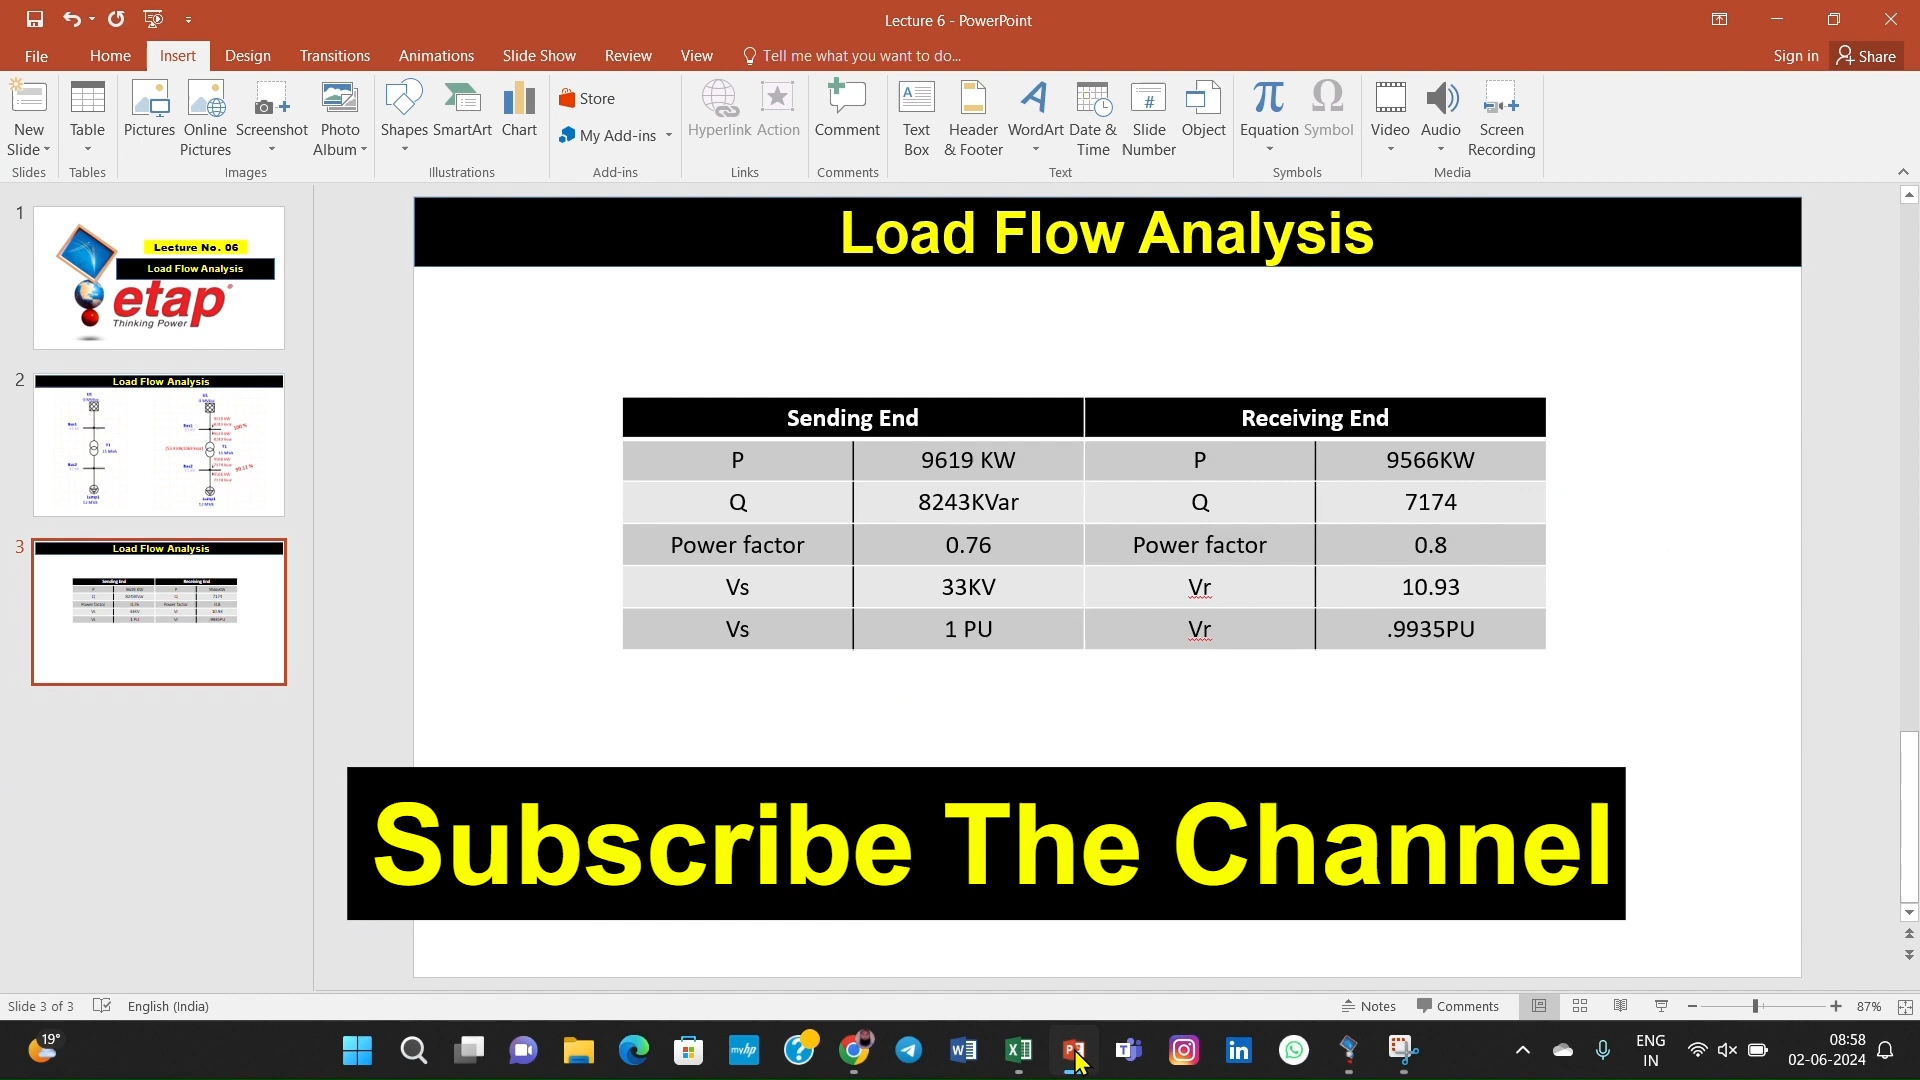 Lecture 6 - PowerPoint
File Home Insert Design Transitions Animations Slide Show Review View Tell me what you want to do... Sign in Share
New Slide
Table
Pictures
Online Pictures
Screenshot
Photo Album
Shapes
SmartArt
Chart
Store
My Add-ins
Hyperlink
Action
Comment
Text Box
Header & Footer
WordArt
Date & Time
Slide Number
Object
Equation
Symbol
Video
Audio
Screen Recording
Slides Tables Images Illustrations Add-ins Links Comments Text Symbols Media
1
Lecture No. 06
Load Flow Analysis
etap
Thinking Power
2
Load Flow Analysis
3
Load Flow Analysis
Load Flow Analysis
Sending End Receiving End
P 9619 KW P 9566KW
Q 8243KVar Q 7174
Power factor 0.76 Power factor 0.8
Vs 33KV Vr 10.93
Vs 1 PU Vr .9935PU
Subscribe The Channel
Slide 3 of 3 English (India) Notes Comments 87%
19°
myhp
ENG
IN
08:58
02-06-2024